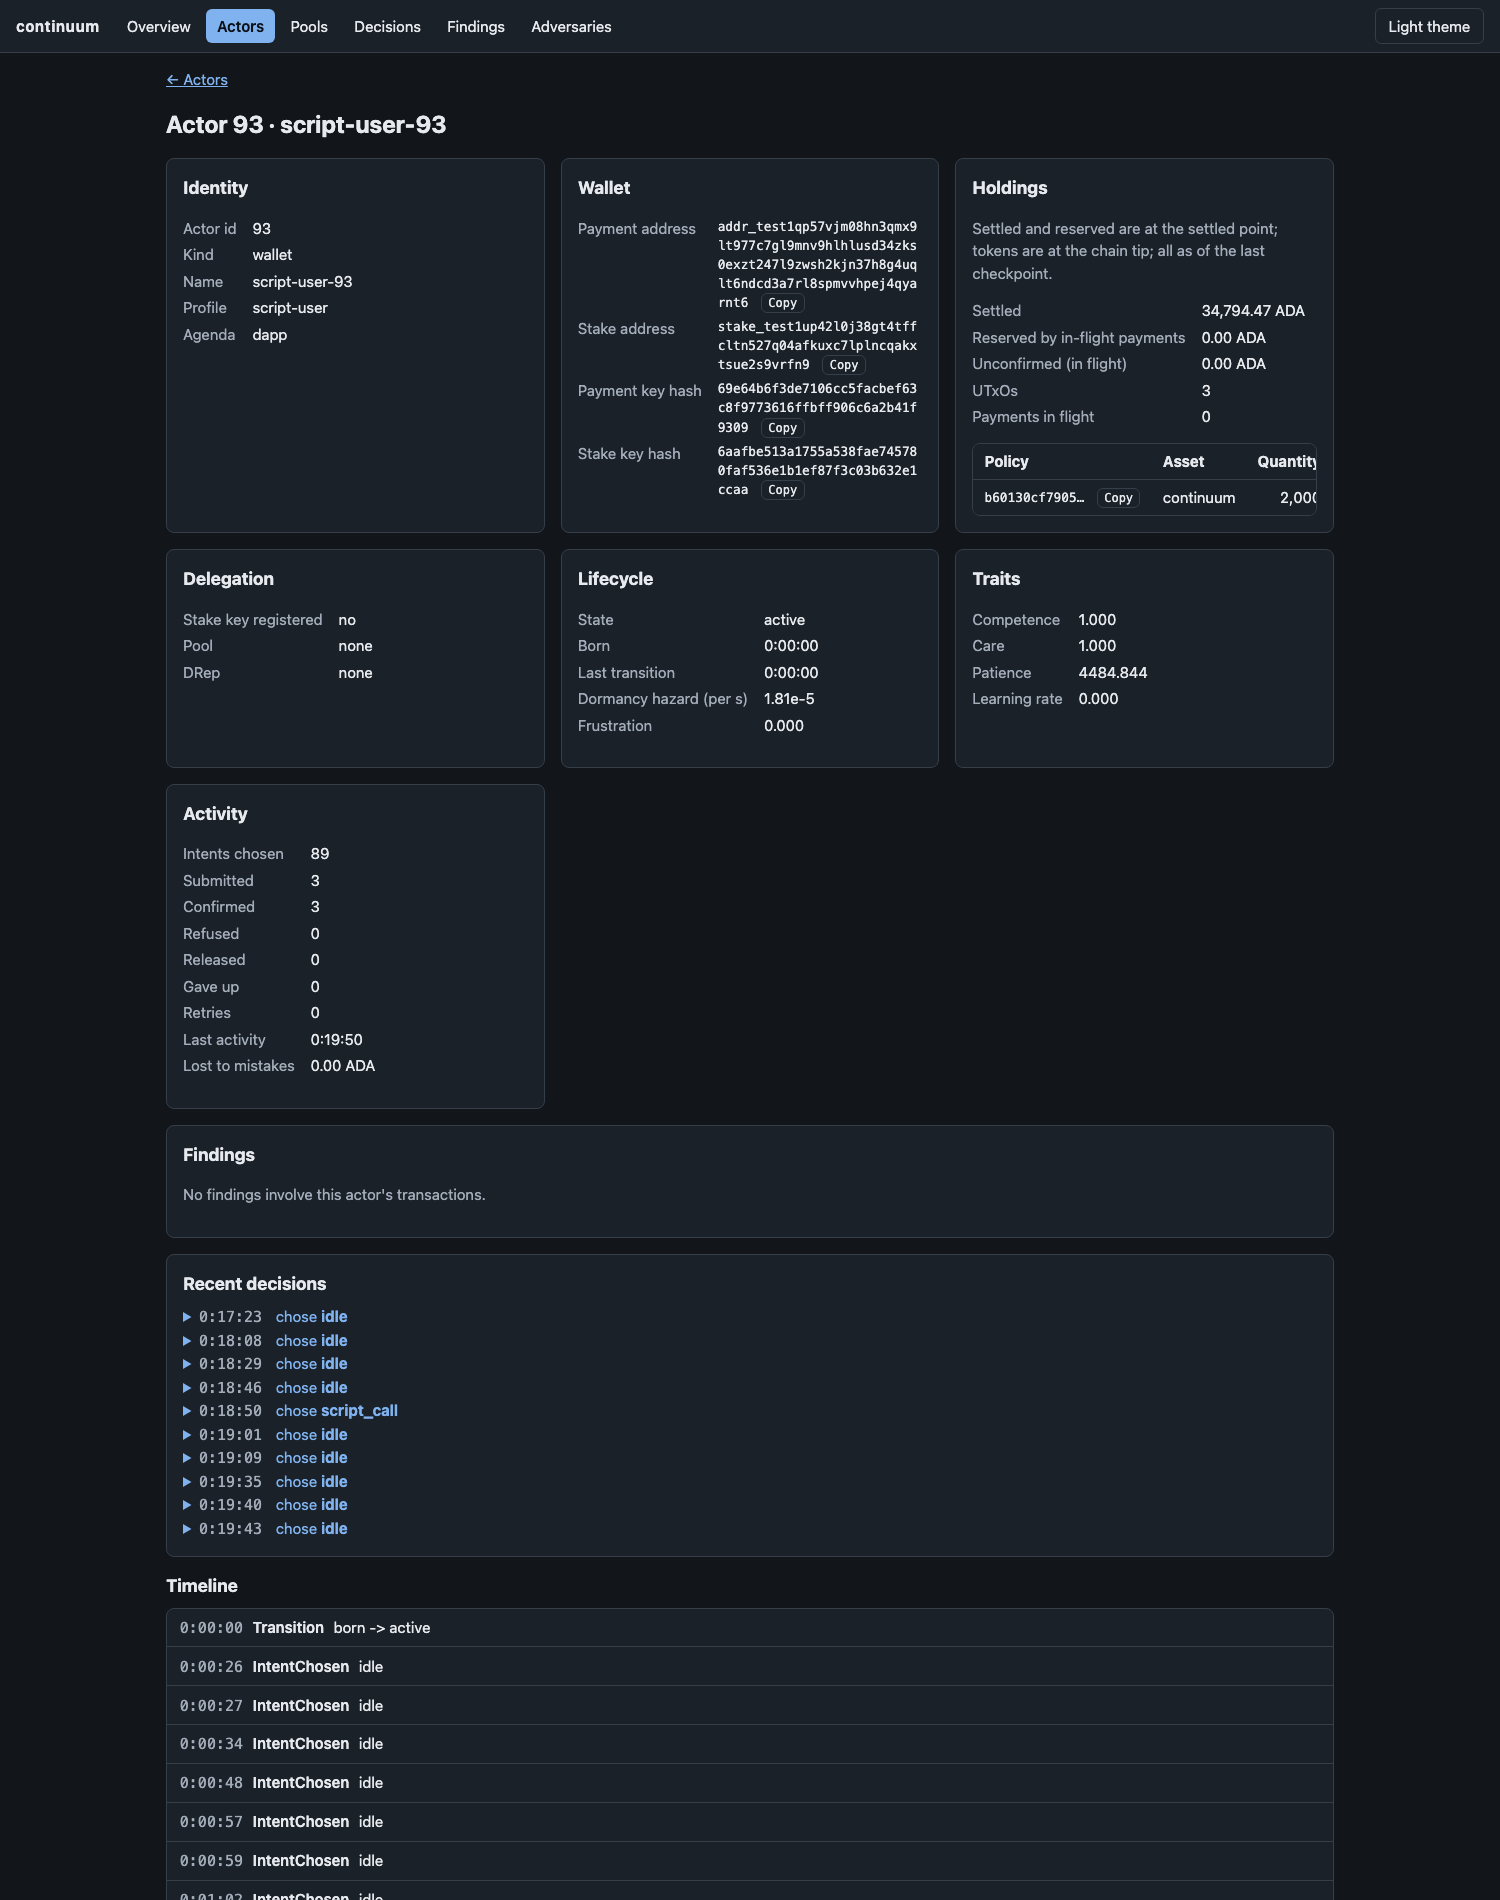 continuum Overview Actors Pools Decisions Findings Adversaries Light theme
← Actors
Actor 93 · script-user-93
Identity
Actor id 93
Kind wallet
Name script-user-93
Profile script-user
Agenda dapp
Wallet
Payment address addr_test1qp57vjm08hn3qmx9
lt977c7gl9mnv9hlhlusd34zks
0exzt247l9zwsh2kjn37h8g4uq
lt6ndcd3a7rl8spmvvhpej4qya
rnt6 Copy
Stake address stake_test1up42l0j38gt4tff
cltn527q04afkuxc7lplncqakx
tsue2s9vrfn9 Copy
Payment key hash 69e64b6f3de7106cc5facbef63
c8f9773616ffbff906c6a2b41f
9309 Copy
Stake key hash 6aafbe513a1755a538fae74578
0faf536e1b1ef87f3c03b632e1
ccaa Copy
Holdings
Settled and reserved are at the settled point;
tokens are at the chain tip; all as of the last
checkpoint.
Settled 34,794.47 ADA
Reserved by in-flight payments 0.00 ADA
Unconfirmed (in flight) 0.00 ADA
UTxOs 3
Payments in flight 0
Policy Asset Quantity
b60130cf7905… Copy continuum 2,000
Delegation
Stake key registered no
Pool none
DRep none
Lifecycle
State active
Born 0:00:00
Last transition 0:00:00
Dormancy hazard (per s) 1.81e-5
Frustration 0.000
Traits
Competence 1.000
Care 1.000
Patience 4484.844
Learning rate 0.000
Activity
Intents chosen 89
Submitted 3
Confirmed 3
Refused 0
Released 0
Gave up 0
Retries 0
Last activity 0:19:50
Lost to mistakes 0.00 ADA
Findings
No findings involve this actor's transactions.
Recent decisions
▶ 0:17:23 chose idle
▶ 0:18:08 chose idle
▶ 0:18:29 chose idle
▶ 0:18:46 chose idle
▶ 0:18:50 chose script_call
▶ 0:19:01 chose idle
▶ 0:19:09 chose idle
▶ 0:19:35 chose idle
▶ 0:19:40 chose idle
▶ 0:19:43 chose idle
Timeline
0:00:00 Transition born -> active
0:00:26 IntentChosen idle
0:00:27 IntentChosen idle
0:00:34 IntentChosen idle
0:00:48 IntentChosen idle
0:00:57 IntentChosen idle
0:00:59 IntentChosen idle
0:01:02 IntentChosen idle